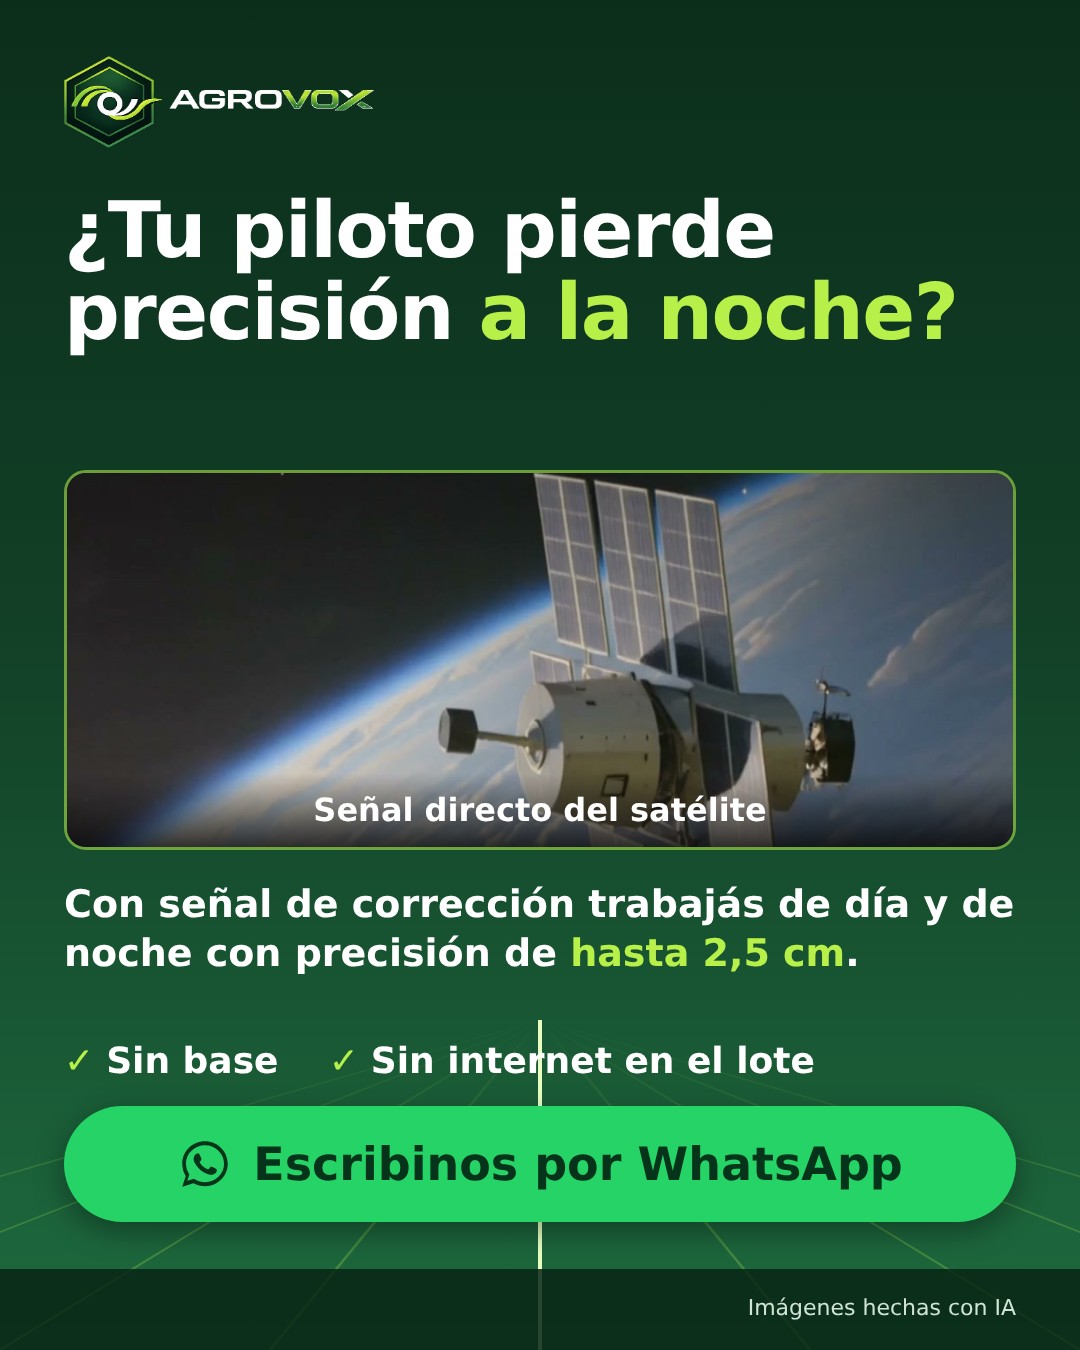 AGROVOX
¿Tu piloto pierde
precisión a la noche?
Señal directo del satélite
Con señal de corrección trabajás de día y de
noche con precisión de hasta 2,5 cm.
✓ Sin base ✓ Sin internet en el lote
Escribinos por WhatsApp
Imágenes hechas con IA